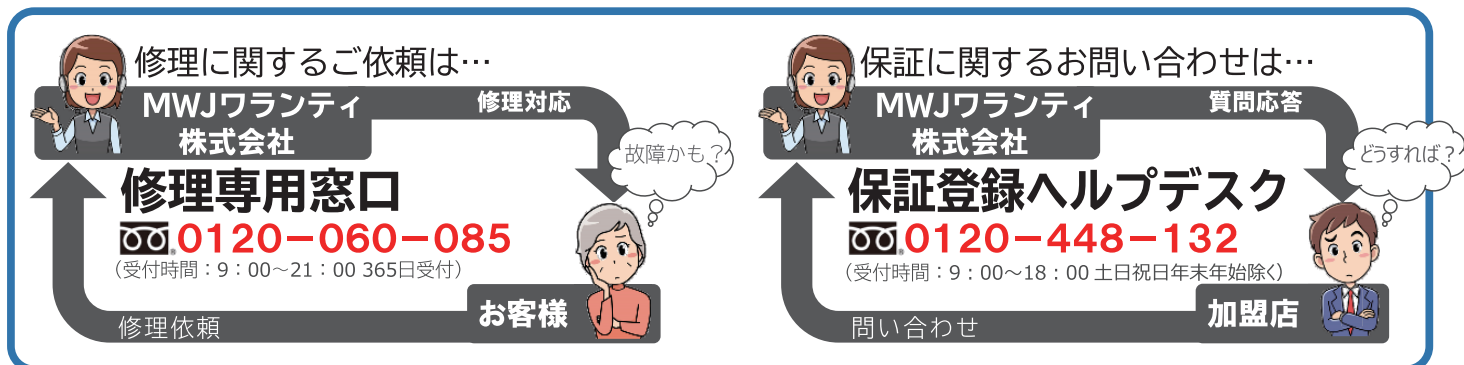 修理に関するご依頼は…
MWJワランティ
株式会社
修理対応
故障かも？
修理専用窓口
0120－060－085
（受付時間：9：00～21：00 365日受付）
お客様
修理依頼
保証に関するお問い合わせは…
MWJワランティ
株式会社
質問応答
どうすれば？
保証登録ヘルプデスク
0120－448－132
（受付時間：9：00～18：00 土日祝日年末年始除く）
加盟店
問い合わせ